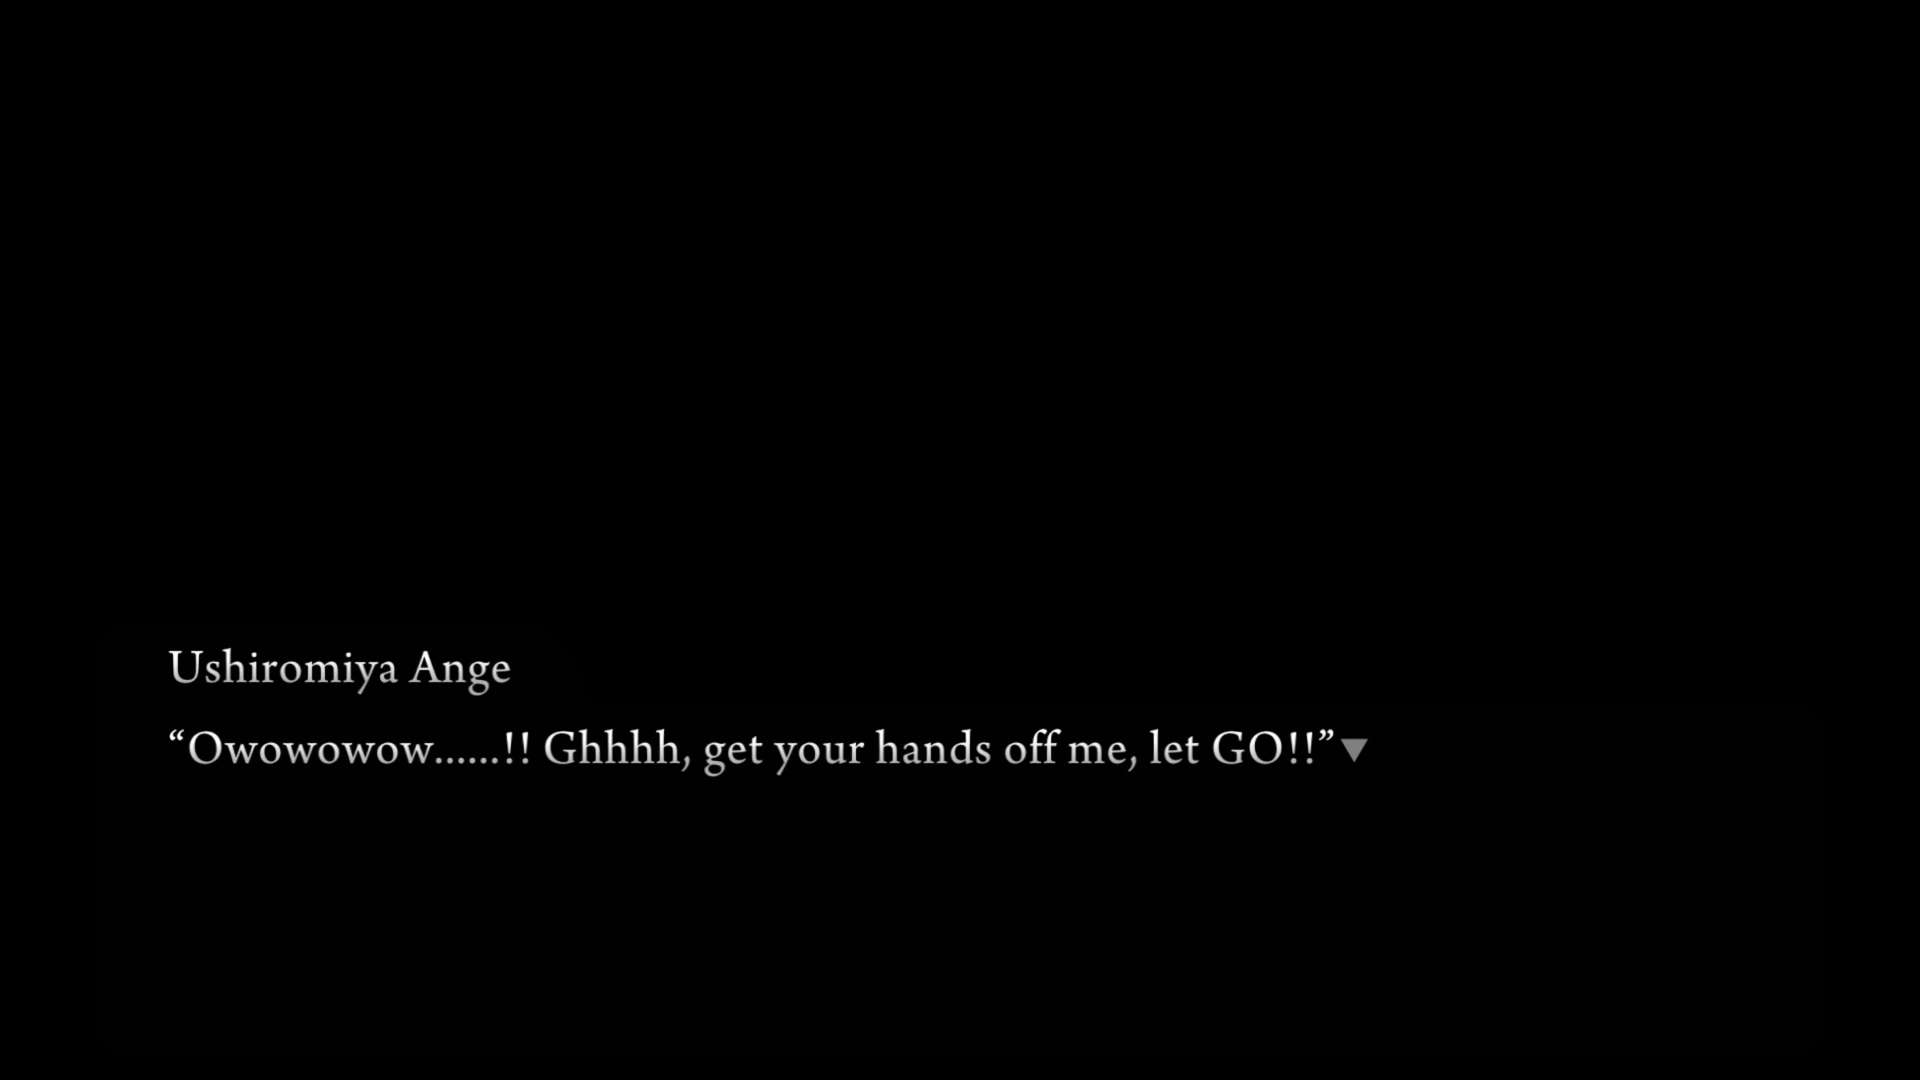 Ushiromiya Ange
“Owowowow......!! Ghhhh, get your hands off me, let GO!!”▼